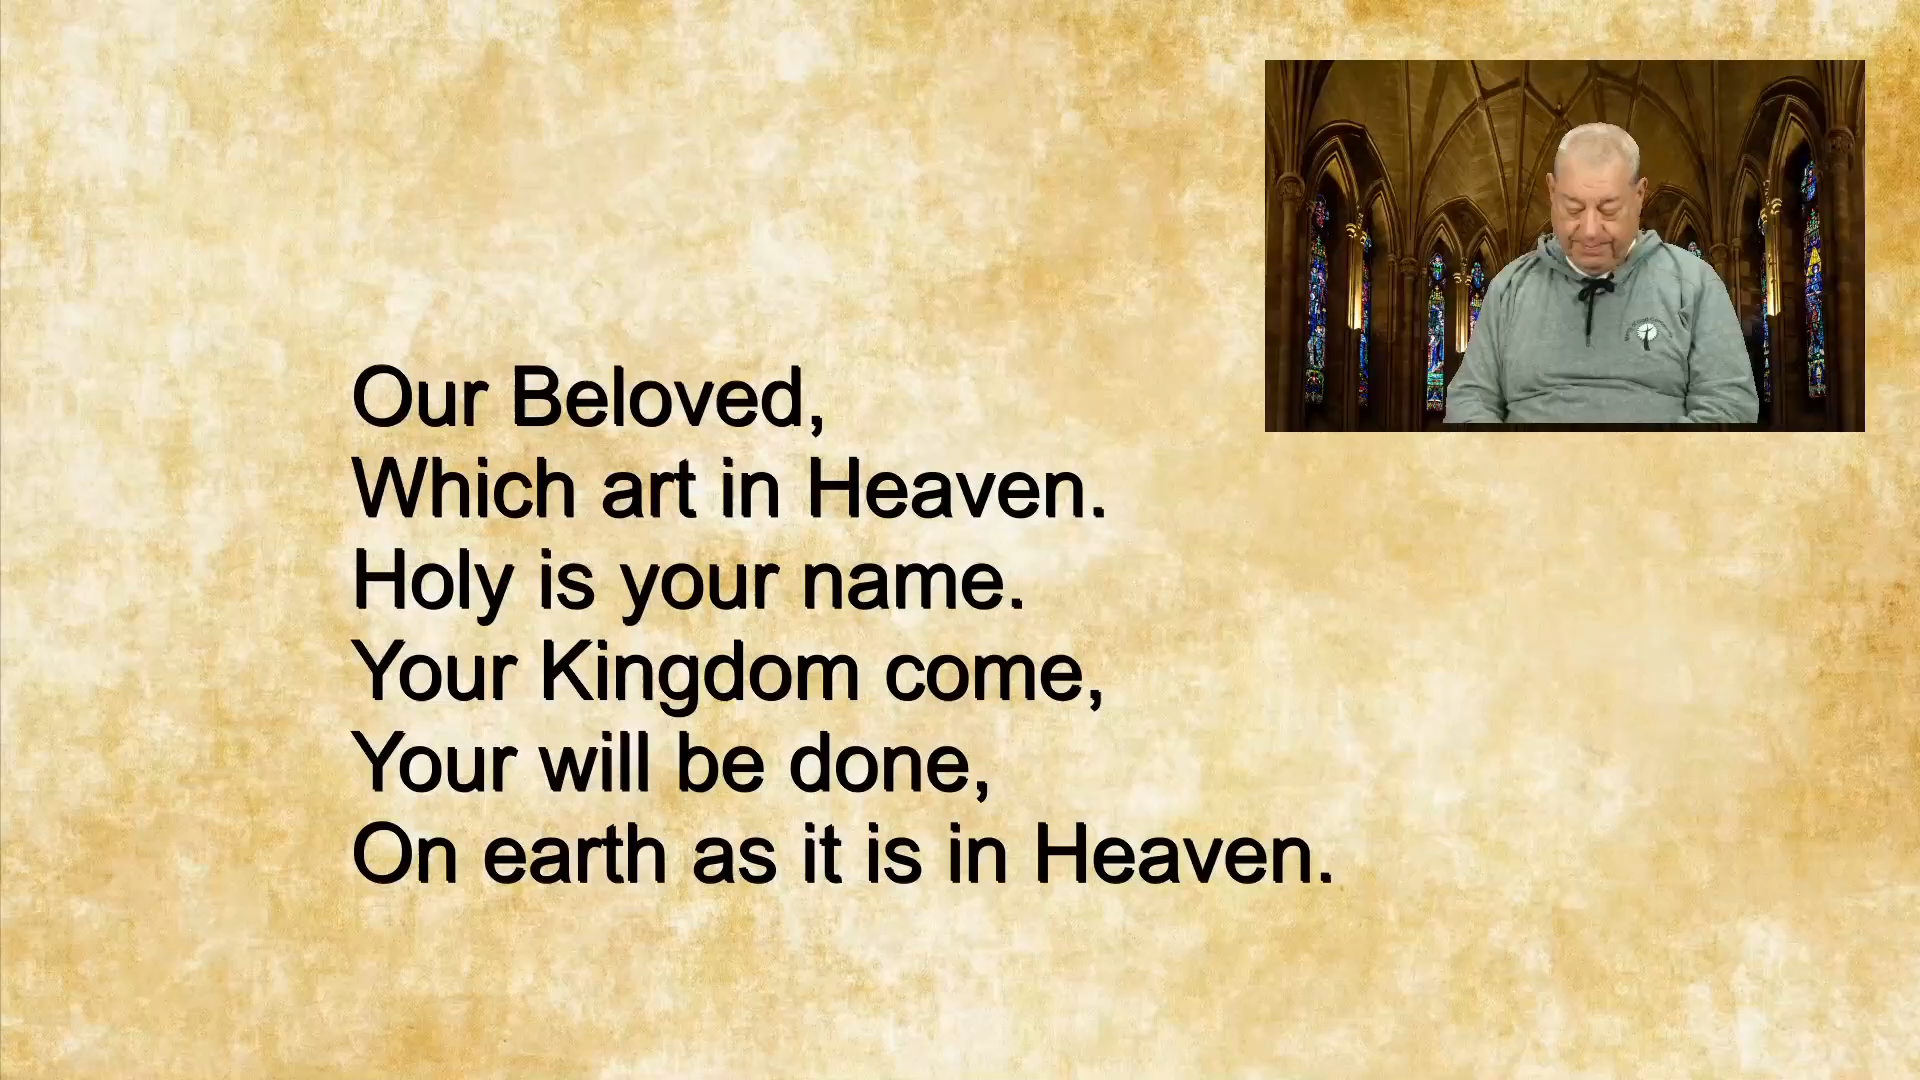 Our Beloved,
Which art in Heaven.
Holy is your name.
Your Kingdom come,
Your will be done,
On earth as it is in Heaven.